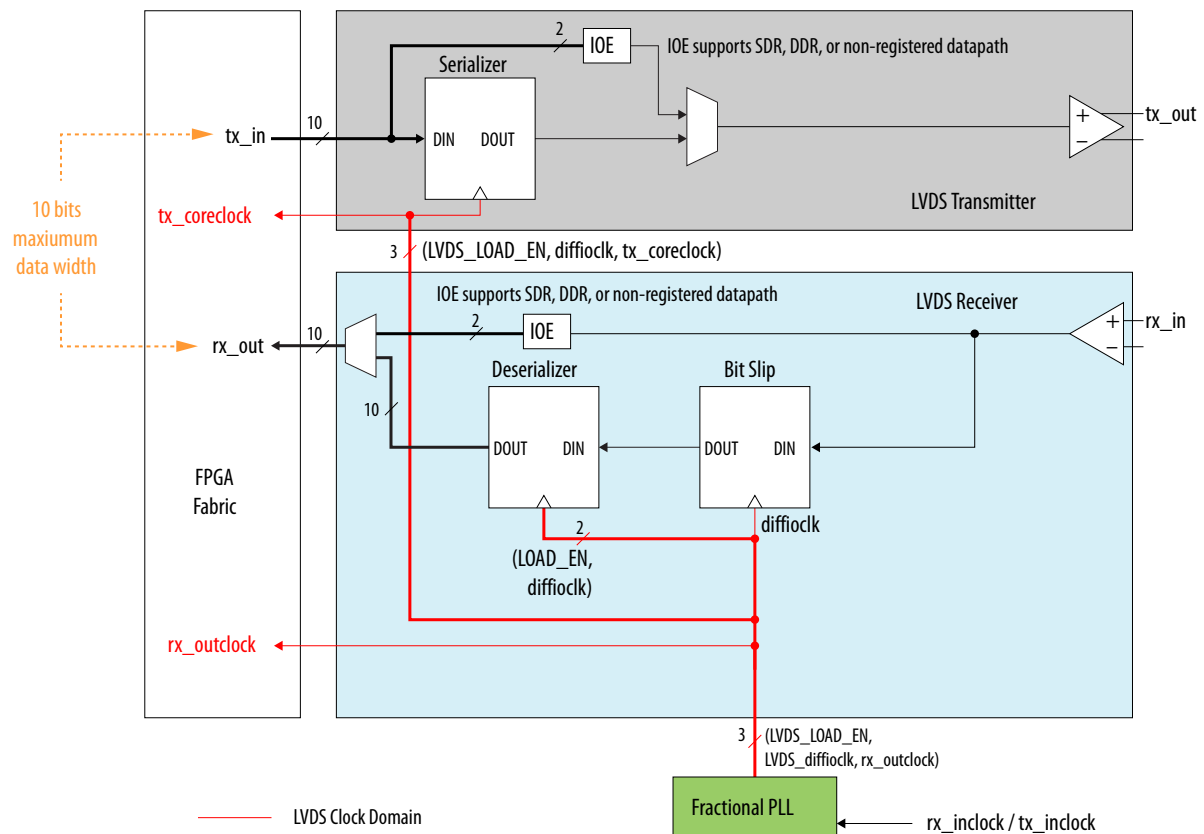 2
IOE
IOE supports SDR, DDR, or non-registered datapath
Serializer
tx_in
10
DIN
DOUT
+
−
tx_out
10 bits
maxiumum
data width
tx_coreclock
LVDS Transmitter
3
(LVDS_LOAD_EN, diffioclk, tx_coreclock)
IOE supports SDR, DDR, or non-registered datapath
LVDS Receiver
rx_out
10
2
IOE
+
−
rx_in
Deserializer
Bit Slip
10
DOUT
DIN
DOUT
DIN
FPGA
Fabric
2
diffioclk
(LOAD_EN,
diffioclk)
rx_outclock
3
(LVDS_LOAD_EN,
LVDS_diffioclk, rx_outclock)
LVDS Clock Domain
Fractional PLL
rx_inclock / tx_inclock